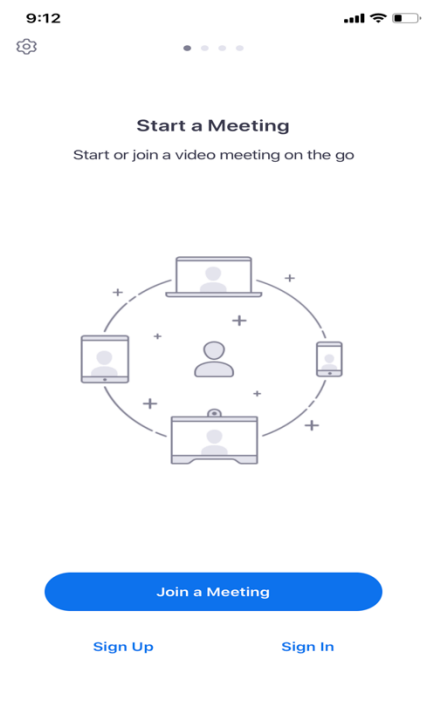 9:12
Start a Meeting
Start or join a video meeting on the go
Join a Meeting
Sign Up
Sign In